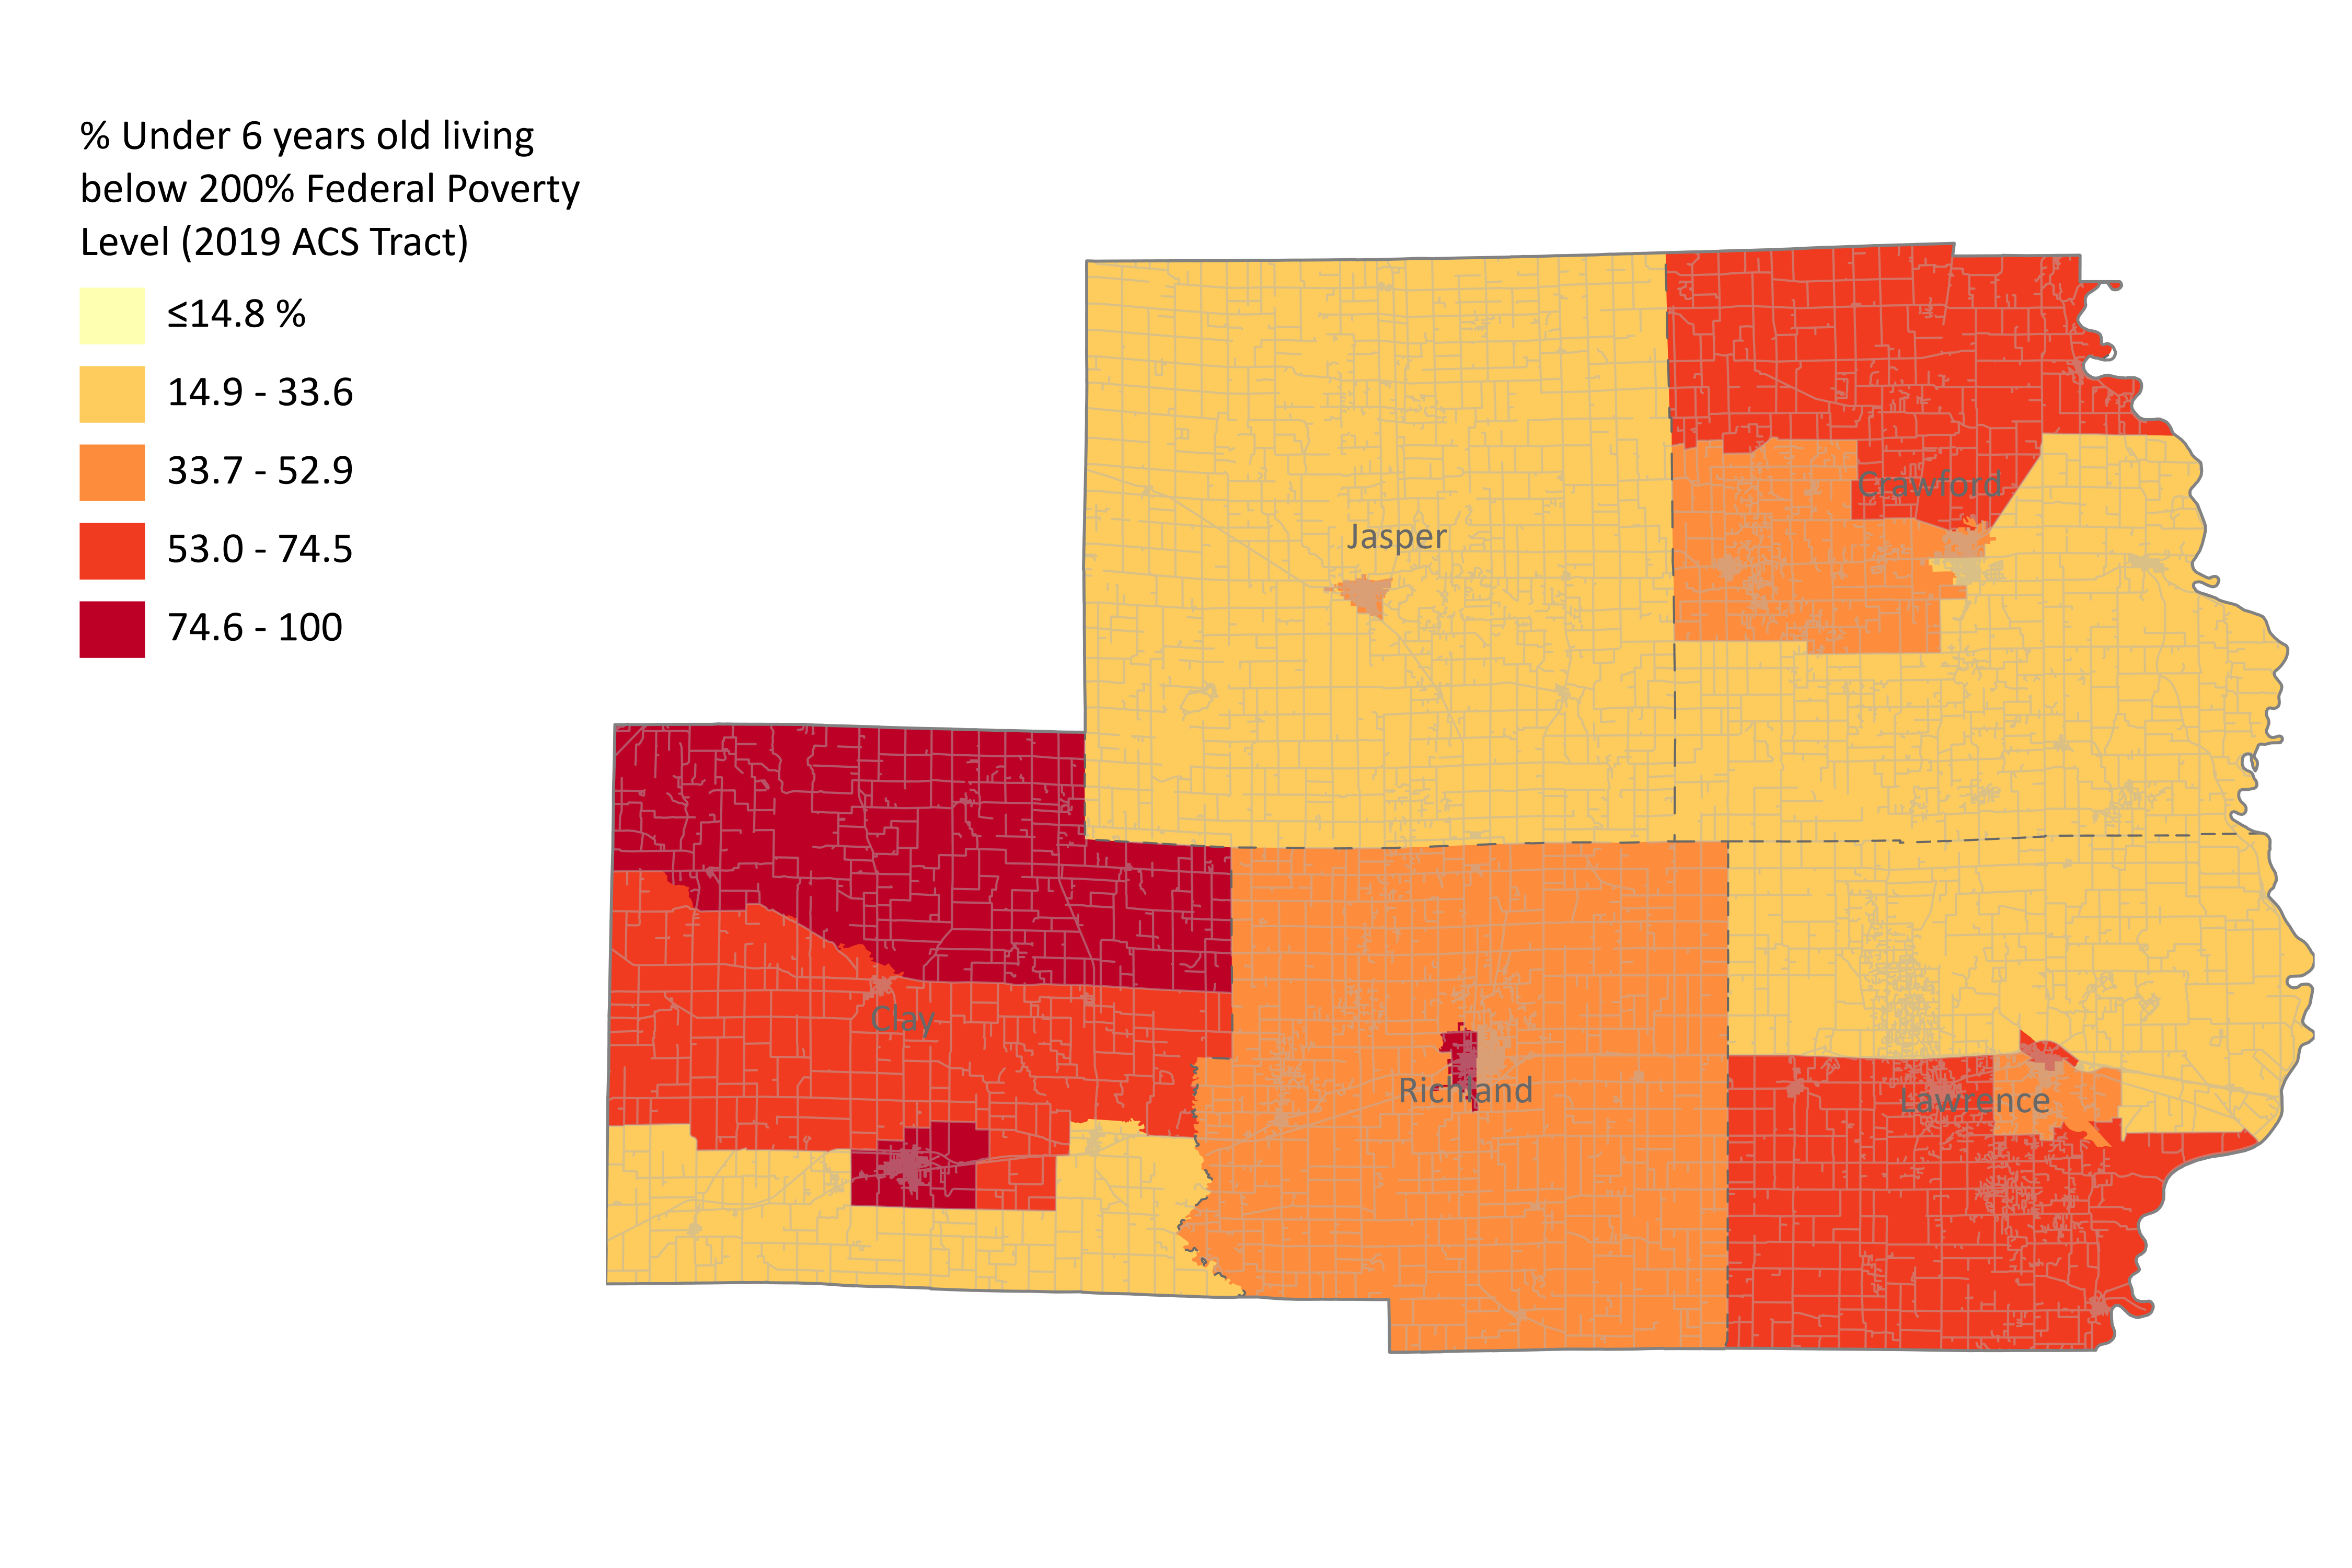 % Under 6 years old living
below 200% Federal Poverty
Level (2019 ACS Tract)
≤14.8 %
14.9 - 33.6
33.7 - 52.9
53.0 - 74.5
74.6 - 100
Crawford
Jasper
Clay
Richland
Lawrence